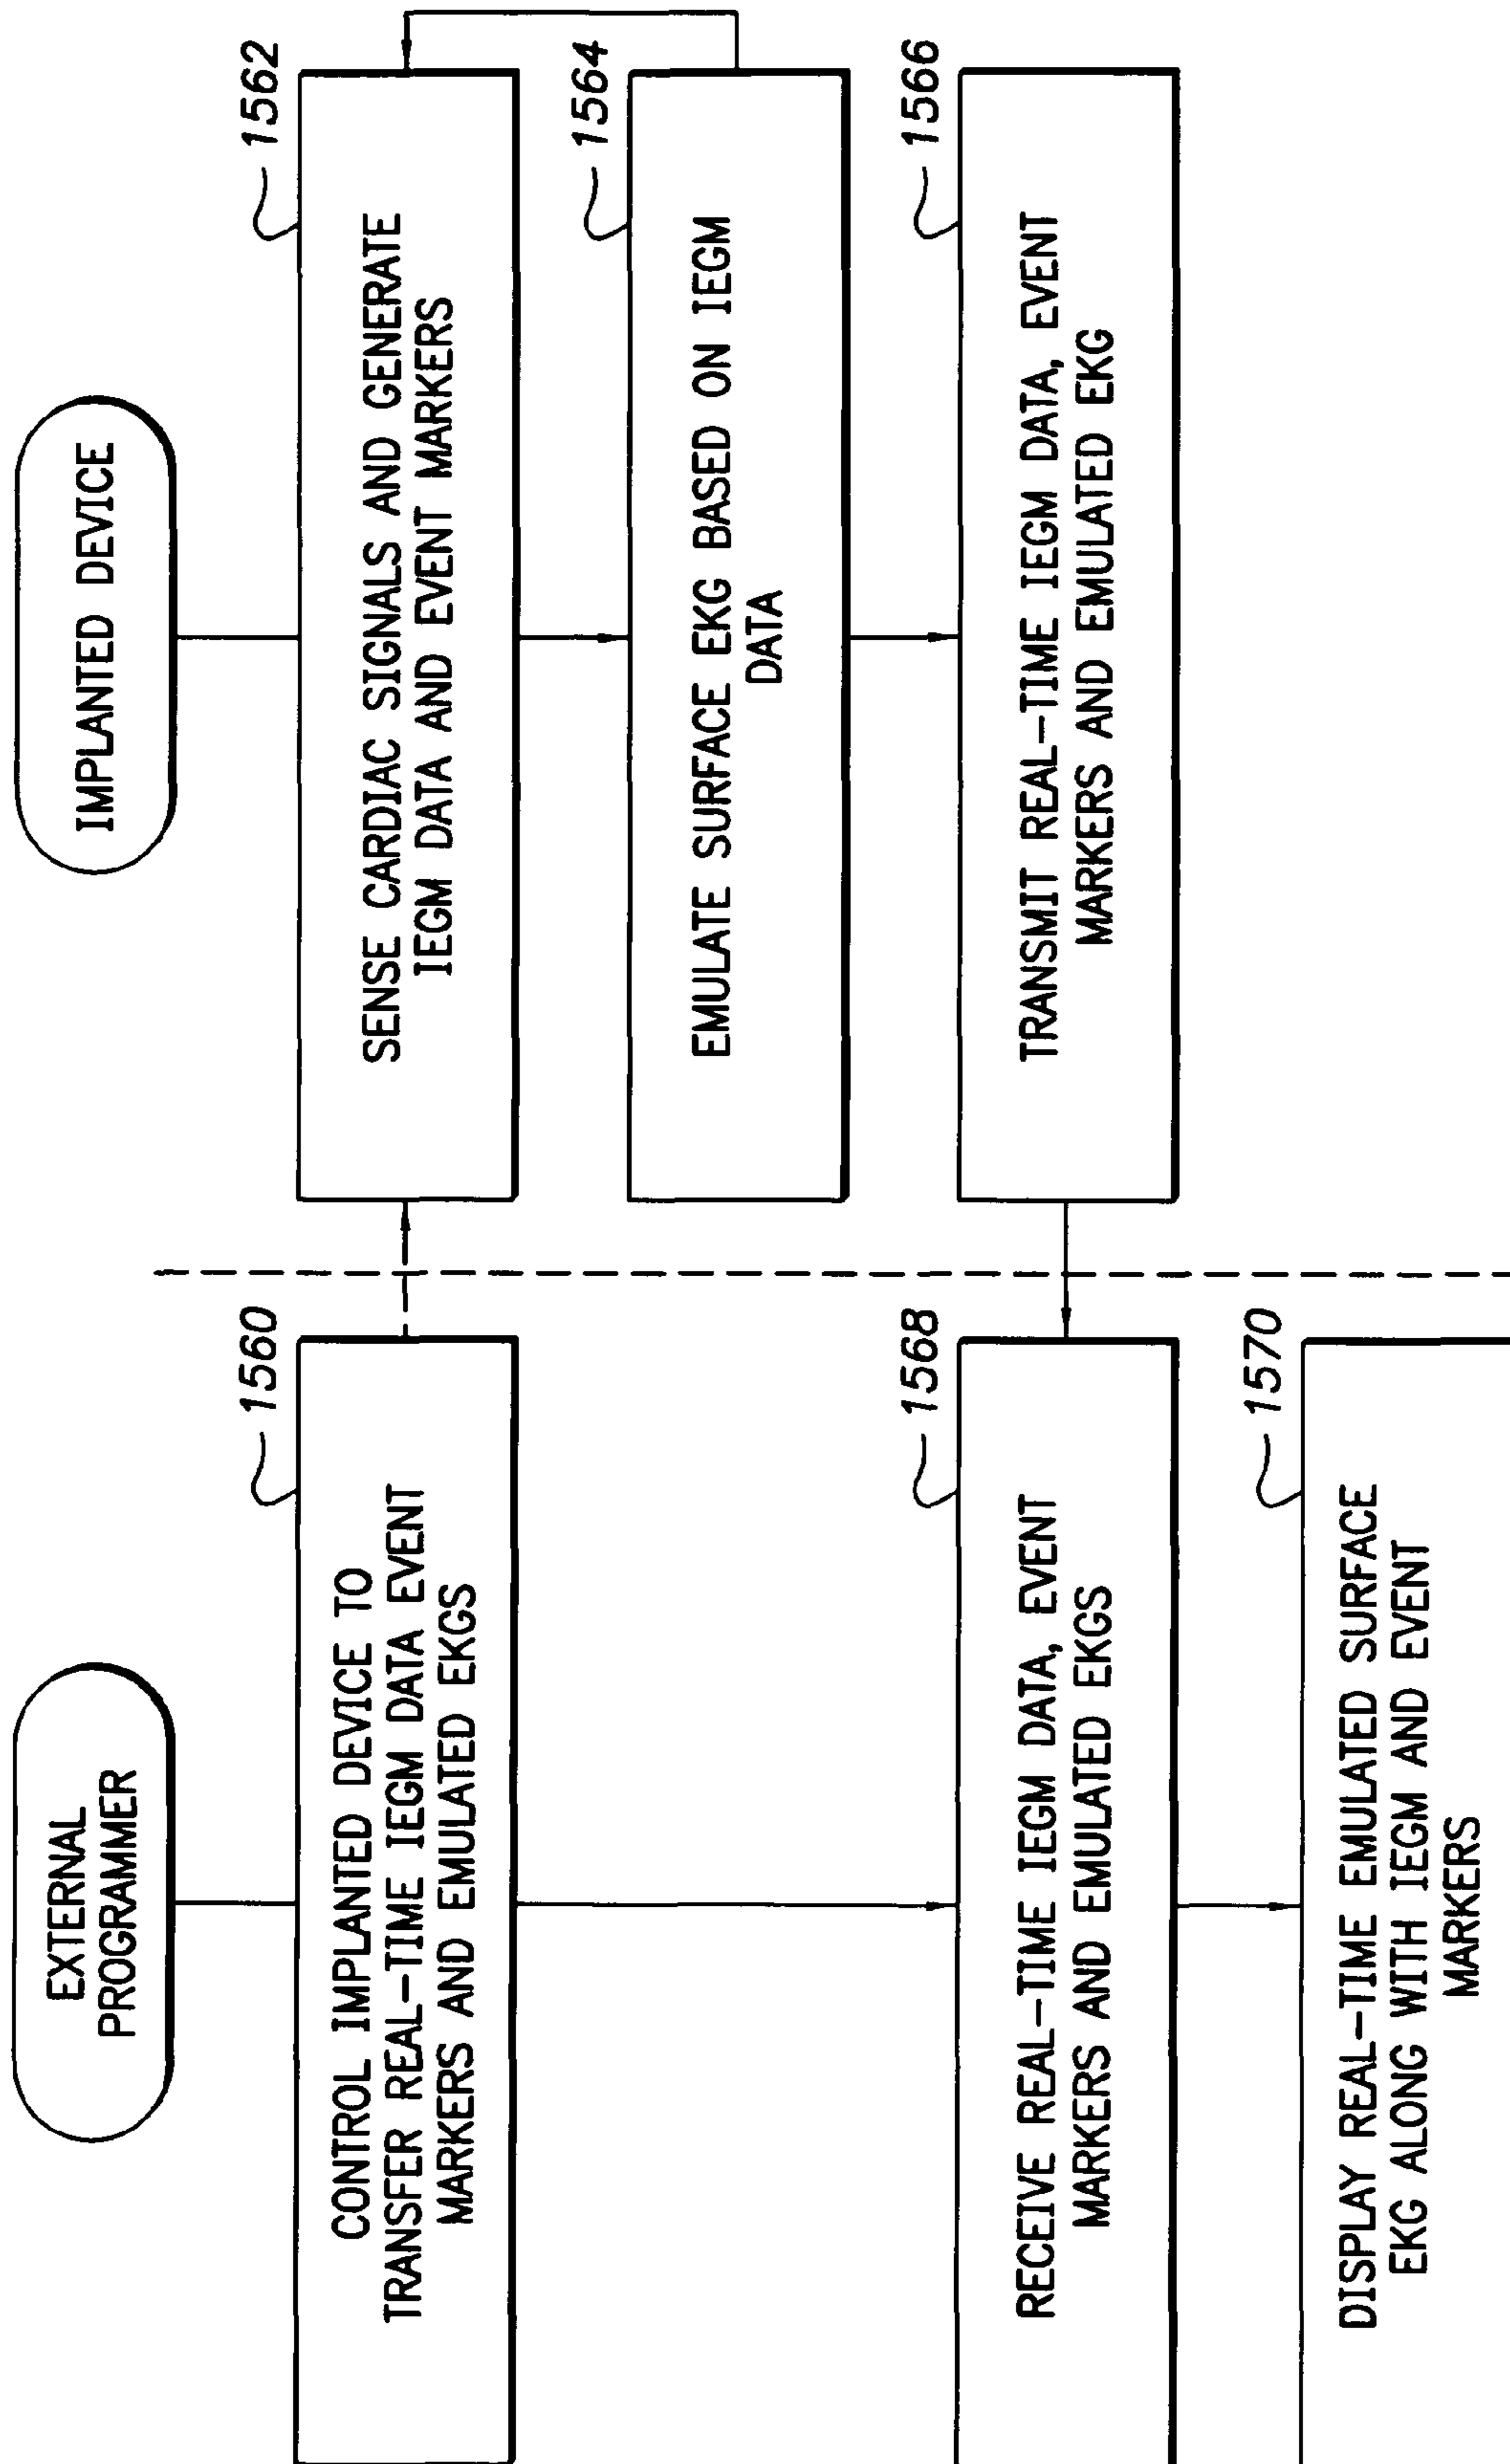 EXTERNAL
PROGRAMMER
1560
CONTROL IMPLANTED DEVICE TO
TRANSFER REAL-TIME IEGM DATA EVENT
MARKERS AND EMULATED EKGS
1568
RECEIVE REAL-TIME IEGM DATA, EVENT
MARKERS AND EMULATED EKGS
1570
DISPLAY REAL-TIME EMULATED SURFACE
EKG ALONG WITH IEGM AND EVENT
MARKERS
IMPLANTED DEVICE
1562
SENSE CARDIAC SIGNALS AND GENERATE
IEGM DATA AND EVENT MARKERS
1564
EMULATE SURFACE EKG BASED ON IEGM
DATA
1566
TRANSMIT REAL-TIME IEGM DATA, EVENT
MARKERS AND EMULATED EKG